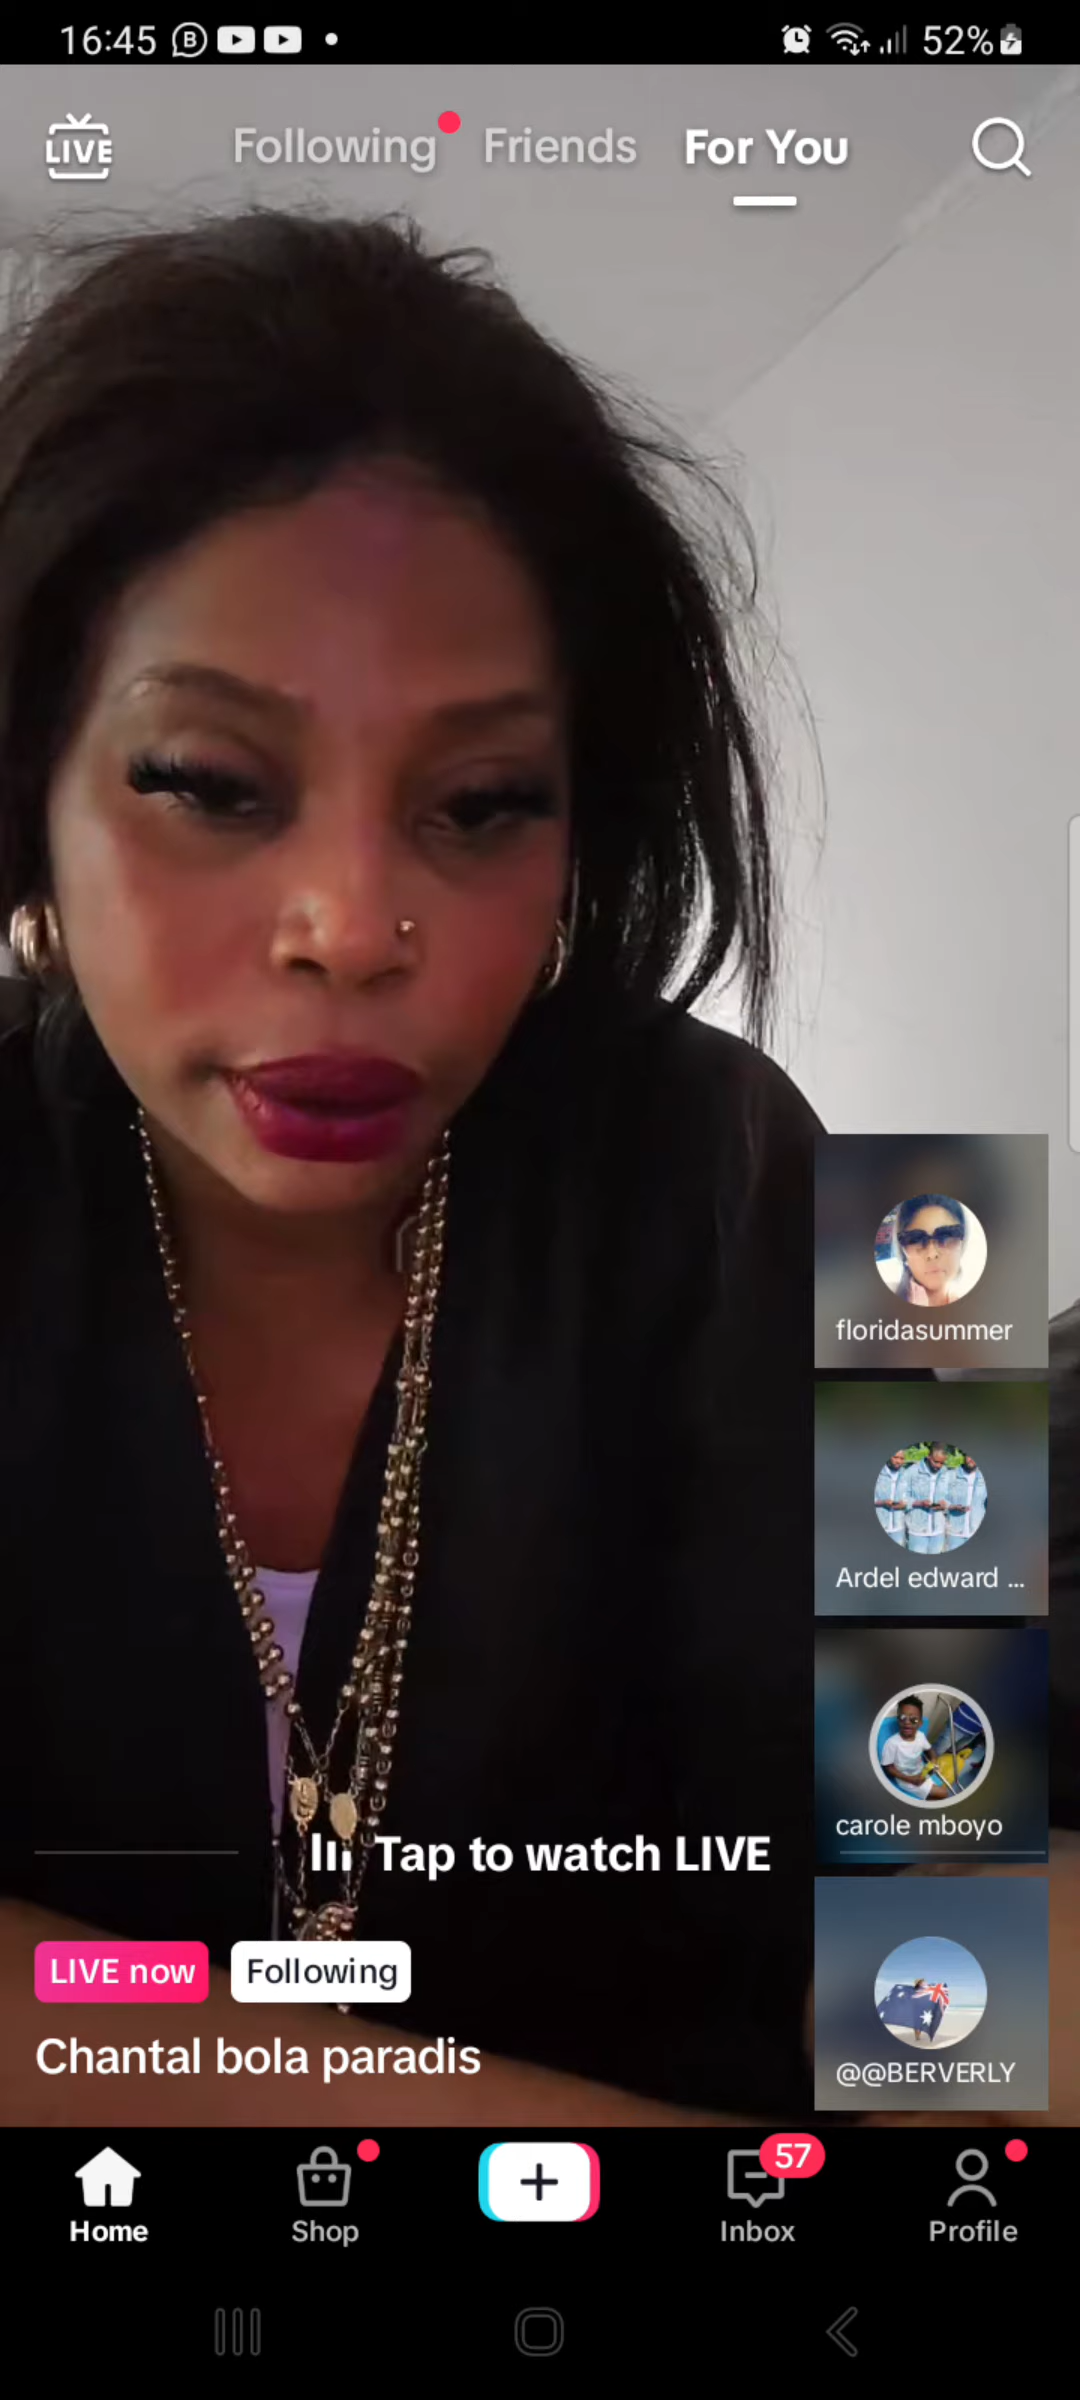 16:45
52%
LIVE
Following Friends For You
floridasummer
Ardel edward ...
carole mboyo
Tap to watch LIVE
LIVE now Following
Chantal bola paradis
@@BERVERLY
57
Home Shop Inbox Profile